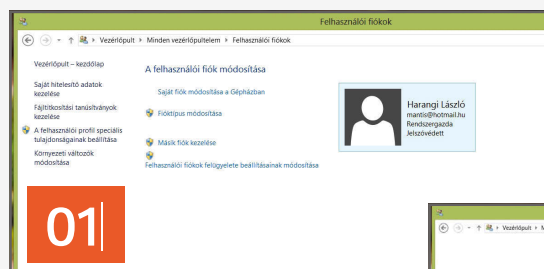 Felhasználói fiókok
Vezérlőpult ▸ Minden vezérlőpultelem ▸ Felhasználói fiókok
Vezérlőpult – kezdőlap
Saját hitelesítő adatok
kezelése
Fájltitkosítási tanúsítványok
kezelése
A felhasználói profil speciális
tulajdonságainak beállítása
Környezeti változók
módosítása
A felhasználói fiók módosítása
Saját fiók módosítása a Gépházban
Fióktípus módosítása
Másik fiók kezelése
Felhasználói fiókok felügyelete beállításainak módosítása
Harangi László
mantis@hotmail.hu
Rendszergazda
Jelszóvédett
01
Vezérlőpult ▸ M